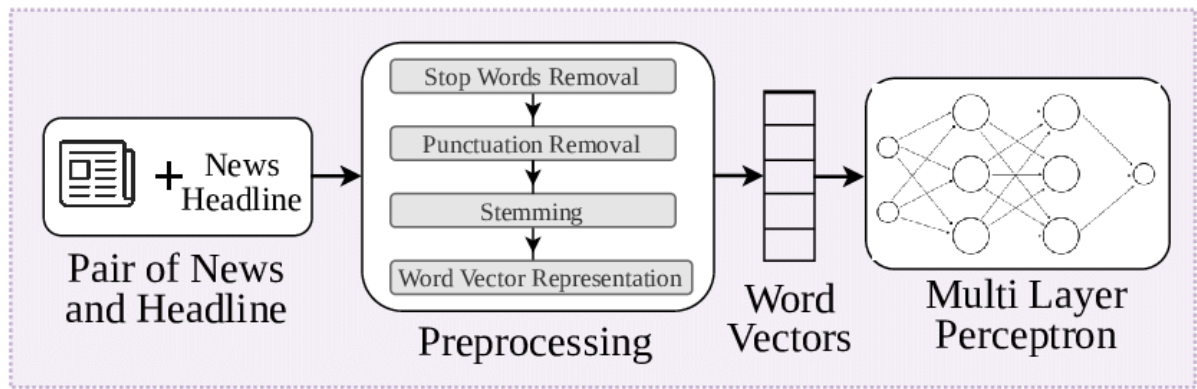 News
Headline
Pair of News
and Headline
Stop Words Removal
Punctuation Removal
Stemming
Word Vector Representation
Preprocessing
Word
Vectors
Multi Layer
Perceptron